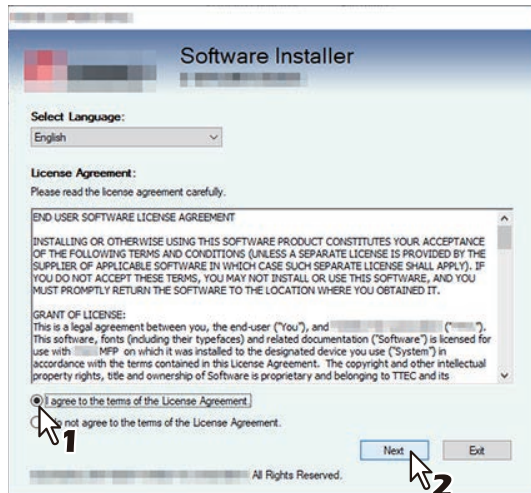 Software Installer
Select Language:
English
License Agreement:
Please read the license agreement carefully.
END USER SOFTWARE LICENSE AGREEMENT
INSTALLING OR OTHERWISE USING THIS SOFTWARE PRODUCT CONSTITUTES YOUR ACCEPTANCE
OF THE FOLLOWING TERMS AND CONDITIONS (UNLESS A SEPARATE LICENSE IS PROVIDED BY THE
SUPPLIER OF APPLICABLE SOFTWARE IN WHICH CASE SUCH SEPARATE LICENSE SHALL APPLY). IF
YOU DO NOT ACCEPT THESE TERMS, YOU MAY NOT INSTALL OR USE THIS SOFTWARE, AND YOU
MUST PROMPTLY RETURN THE SOFTWARE TO THE LOCATION WHERE YOU OBTAINED IT.
GRANT OF LICENSE:
This is a legal agreement between you, the end-user ("You"), and (" ").
This software, fonts (including their typefaces) and related documentation ("Software") is licensed for
use with MFP on which it was installed to the designated device you use ("System") in
accordance with the terms contained in this License Agreement. The copyright and other intellectual
property rights, title and ownership of Software is proprietary and belonging to TTEC and its
I agree to the terms of the License Agreement.
not agree to the terms of the License Agreement.
1
Next
Exit
2
All Rights Reserved.